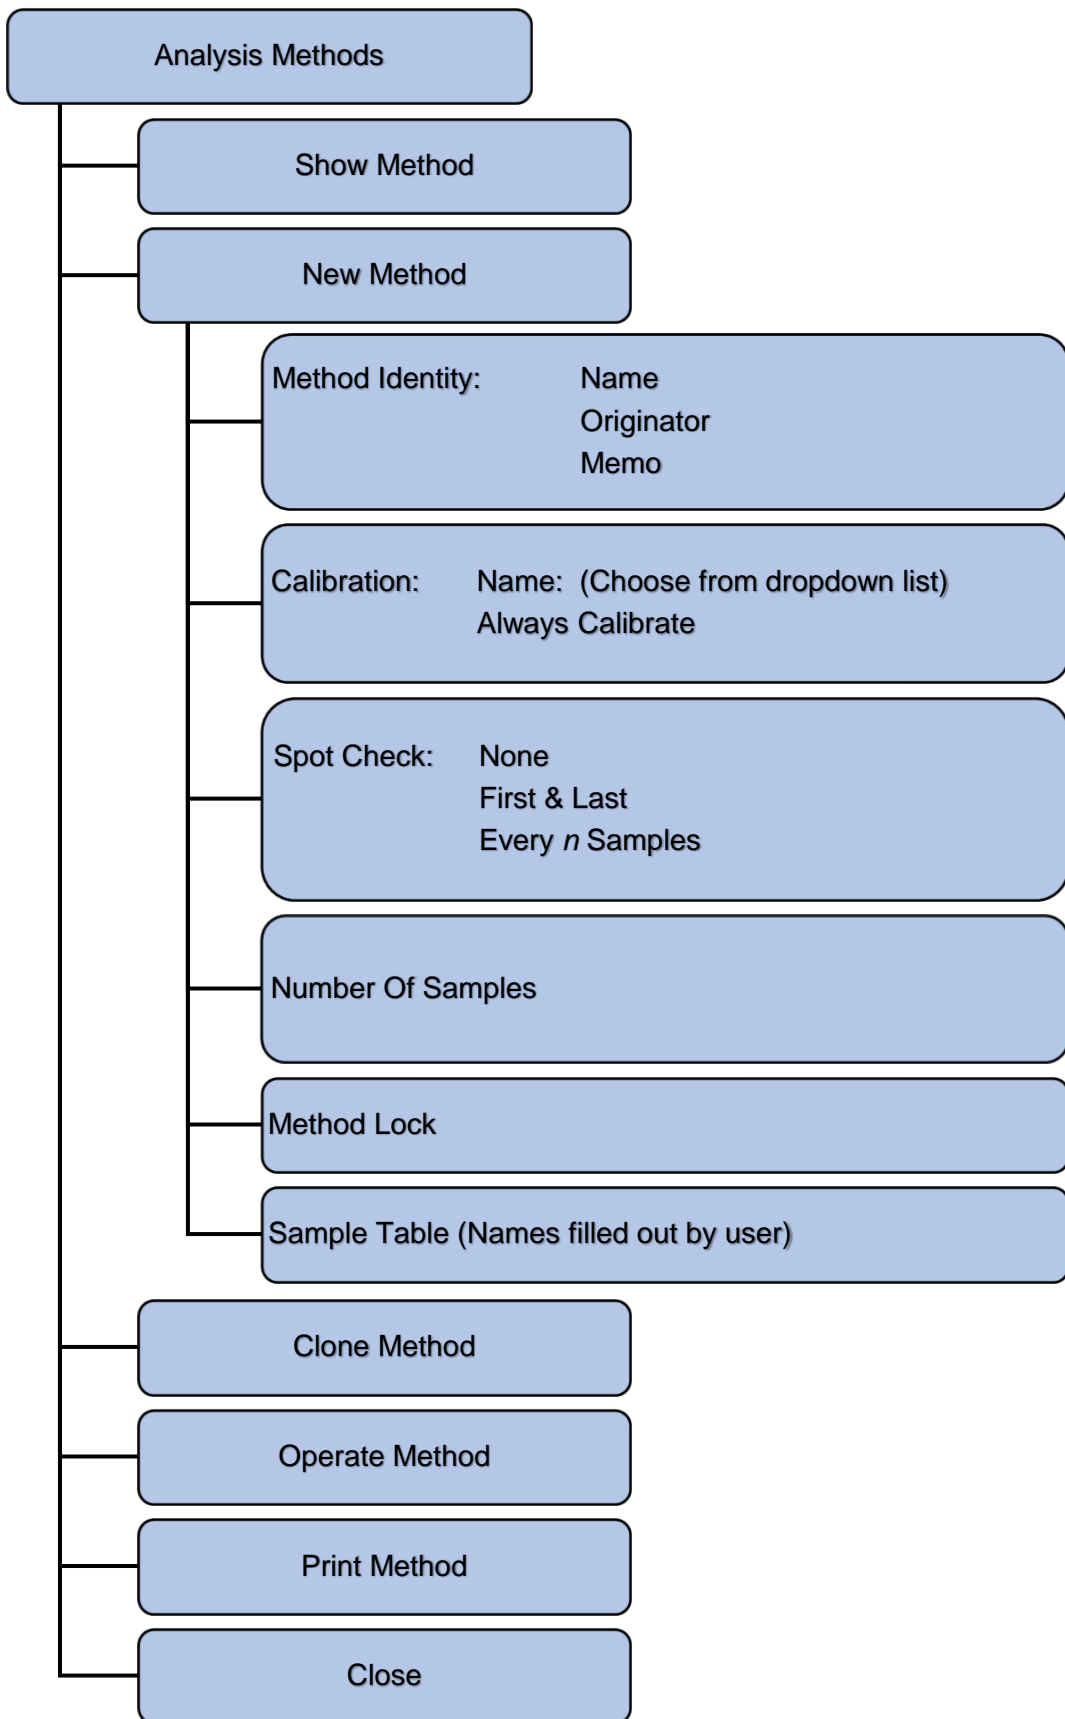 Analysis Methods
Show Method
New Method
Method Identity: Name
Originator
Memo
Calibration: Name: (Choose from dropdown list)
Always Calibrate
Spot Check: None
First & Last
Every n Samples
Number Of Samples
Method Lock
Sample Table (Names filled out by user)
Clone Method
Operate Method
Print Method
Close